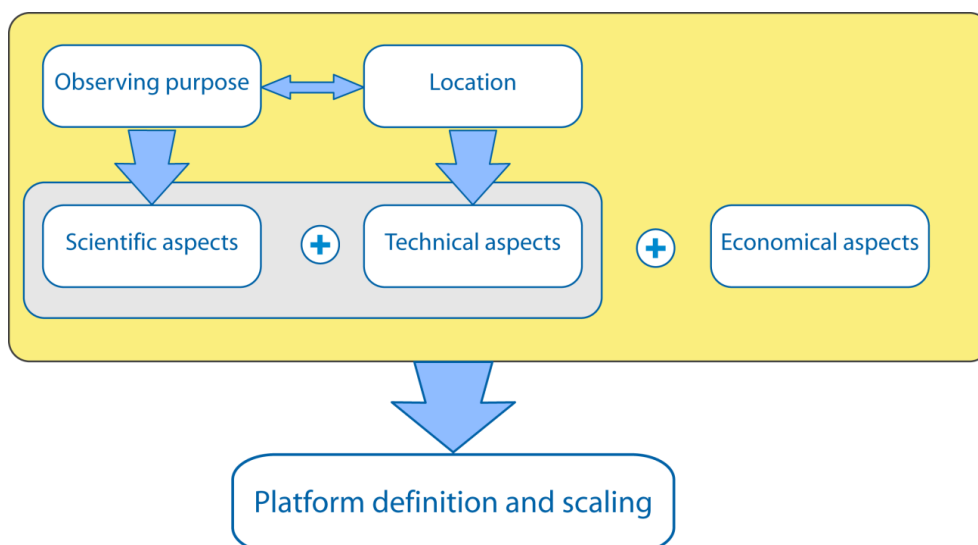 Observing purpose
Location
Scientific aspects
+
Technical aspects
+
Economical aspects
Platform definition and scaling